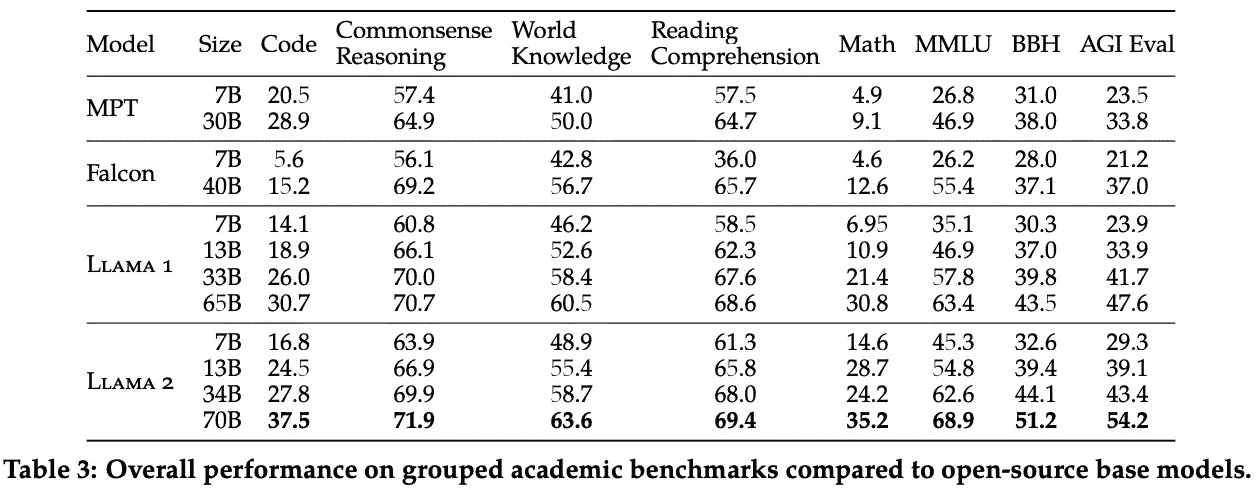 Model Size Code Commonsense Reasoning World Knowledge Reading Comprehension Math MMLU BBH AGI Eval
MPT 7B 20.5 57.4 41.0 57.5 4.9 26.8 31.0 23.5
30B 28.9 64.9 50.0 64.7 9.1 46.9 38.0 33.8
Falcon 7B 5.6 56.1 42.8 36.0 4.6 26.2 28.0 21.2
40B 15.2 69.2 56.7 65.7 12.6 55.4 37.1 37.0
LLAMA 1 7B 14.1 60.8 46.2 58.5 6.95 35.1 30.3 23.9
13B 18.9 66.1 52.6 62.3 10.9 46.9 37.0 33.9
33B 26.0 70.0 58.4 67.6 21.4 57.8 39.8 41.7
65B 30.7 70.7 60.5 68.6 30.8 63.4 43.5 47.6
LLAMA 2 7B 16.8 63.9 48.9 61.3 14.6 45.3 32.6 29.3
13B 24.5 66.9 55.4 65.8 28.7 54.8 39.4 39.1
34B 27.8 69.9 58.7 68.0 24.2 62.6 44.1 43.4
70B 37.5 71.9 63.6 69.4 35.2 68.9 51.2 54.2
Table 3: Overall performance on grouped academic benchmarks compared to open-source base models.